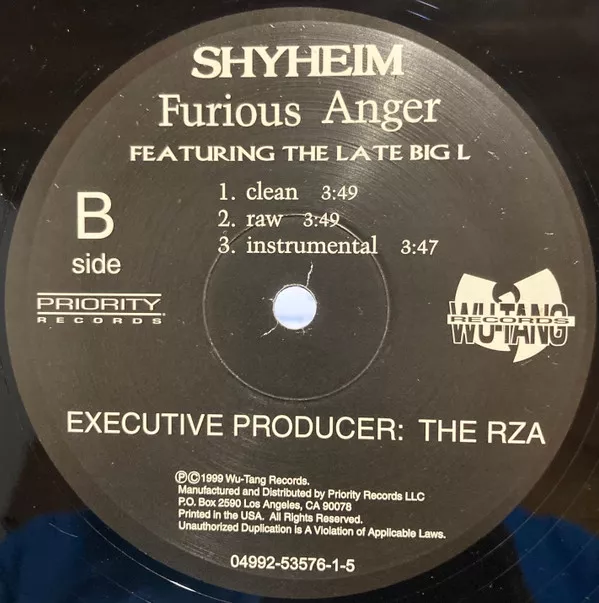 SHYHEIM
Furious Anger
FEATURING THE LATE BIG L
1. clean 3:49
2. raw 3:49
3. instrumental 3:47
B
side
PRIORITY
RECORDS
WU-TANG
RECORDS
EXECUTIVE PRODUCER: THE RZA
℗©1999 Wu-Tang Records.
Manufactured and Distributed by Priority Records LLC
P.O. Box 2590 Los Angeles, CA 90078
Printed in the USA. All Rights Reserved.
Unauthorized Duplication is A Violation of Applicable Laws.
04992-53576-1-5